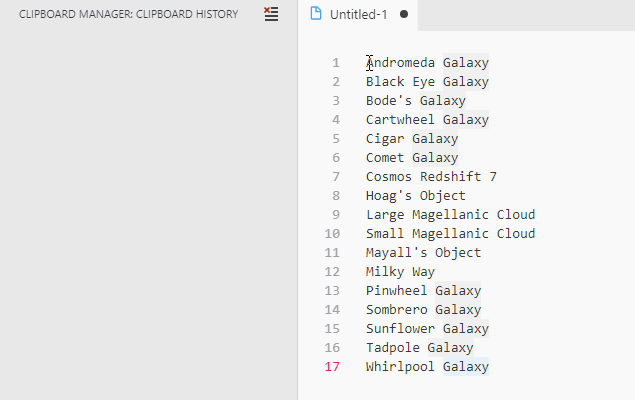 CLIPBOARD MANAGER: CLIPBOARD HISTORY
Untitled-1
1 Andromeda Galaxy
2 Black Eye Galaxy
3 Bode's Galaxy
4 Cartwheel Galaxy
5 Cigar Galaxy
6 Comet Galaxy
7 Cosmos Redshift 7
8 Hoag's Object
9 Large Magellanic Cloud
10 Small Magellanic Cloud
11 Mayall's Object
12 Milky Way
13 Pinwheel Galaxy
14 Sombrero Galaxy
15 Sunflower Galaxy
16 Tadpole Galaxy
17 Whirlpool Galaxy